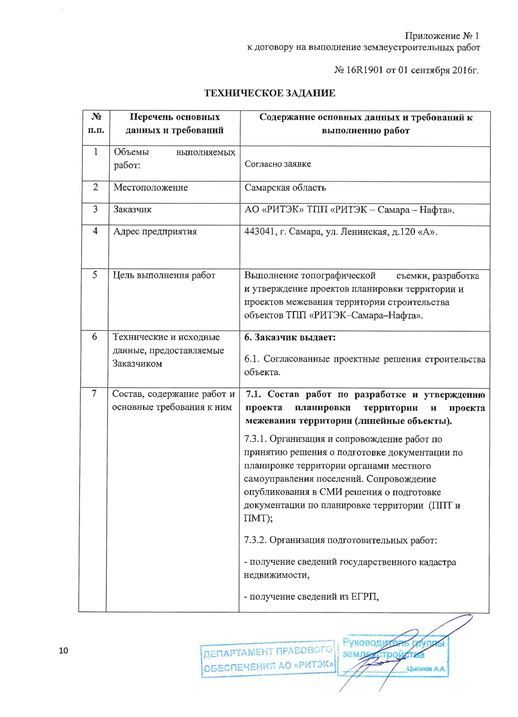 Приложение № 1
к договору на выполнение землеустроительных работ
№ 16R1901 от 01 сентября 2016г.
ТЕХНИЧЕСКОЕ ЗАДАНИЕ
№ п.п.
Перечень основных
данных и требований
Содержание основных данных и требований к
выполнению работ
1
Объемы выполняемых
работ:
Согласно заявке
2
Местоположение
Самарская область
3
Заказчик
АО «РИТЭК» ТПП «РИТЭК – Самара – Нафта».
4
Адрес предприятия
443041, г. Самара, ул. Ленинская, д.120 «А».
5
Цель выполнения работ
Выполнение топографической съемки, разработка
и утверждение проектов планировки территории и
проектов межевания территории строительства
объектов ТПП «РИТЭК–Самара–Нафта».
6
Технические и исходные
данные, предоставляемые
Заказчиком
6. Заказчик выдает:
6.1. Согласованные проектные решения строительства
объекта.
7
Состав, содержание работ и
основные требования к ним
7.1. Состав работ по разработке и утверждению
проекта планировки территории и проекта
межевания территории (линейные объекты).
7.3.1. Организация и сопровождение работ по
принятию решения о подготовке документации по
планировке территории органами местного
самоуправления поселений. Сопровождение
опубликования в СМИ решения о подготовке
документации по планировке территории (ППТ и
ПМТ);
7.3.2. Организация подготовительных работ:
- получение сведений государственного кадастра
недвижимости,
- получение сведений из ЕГРП,
10
ДЕПАРТАМЕНТ ПРАВОВОГО
ОБЕСПЕЧЕНИЯ АО «РИТЭК»
Руководитель группы
землеустройства
Цыганов А.А.